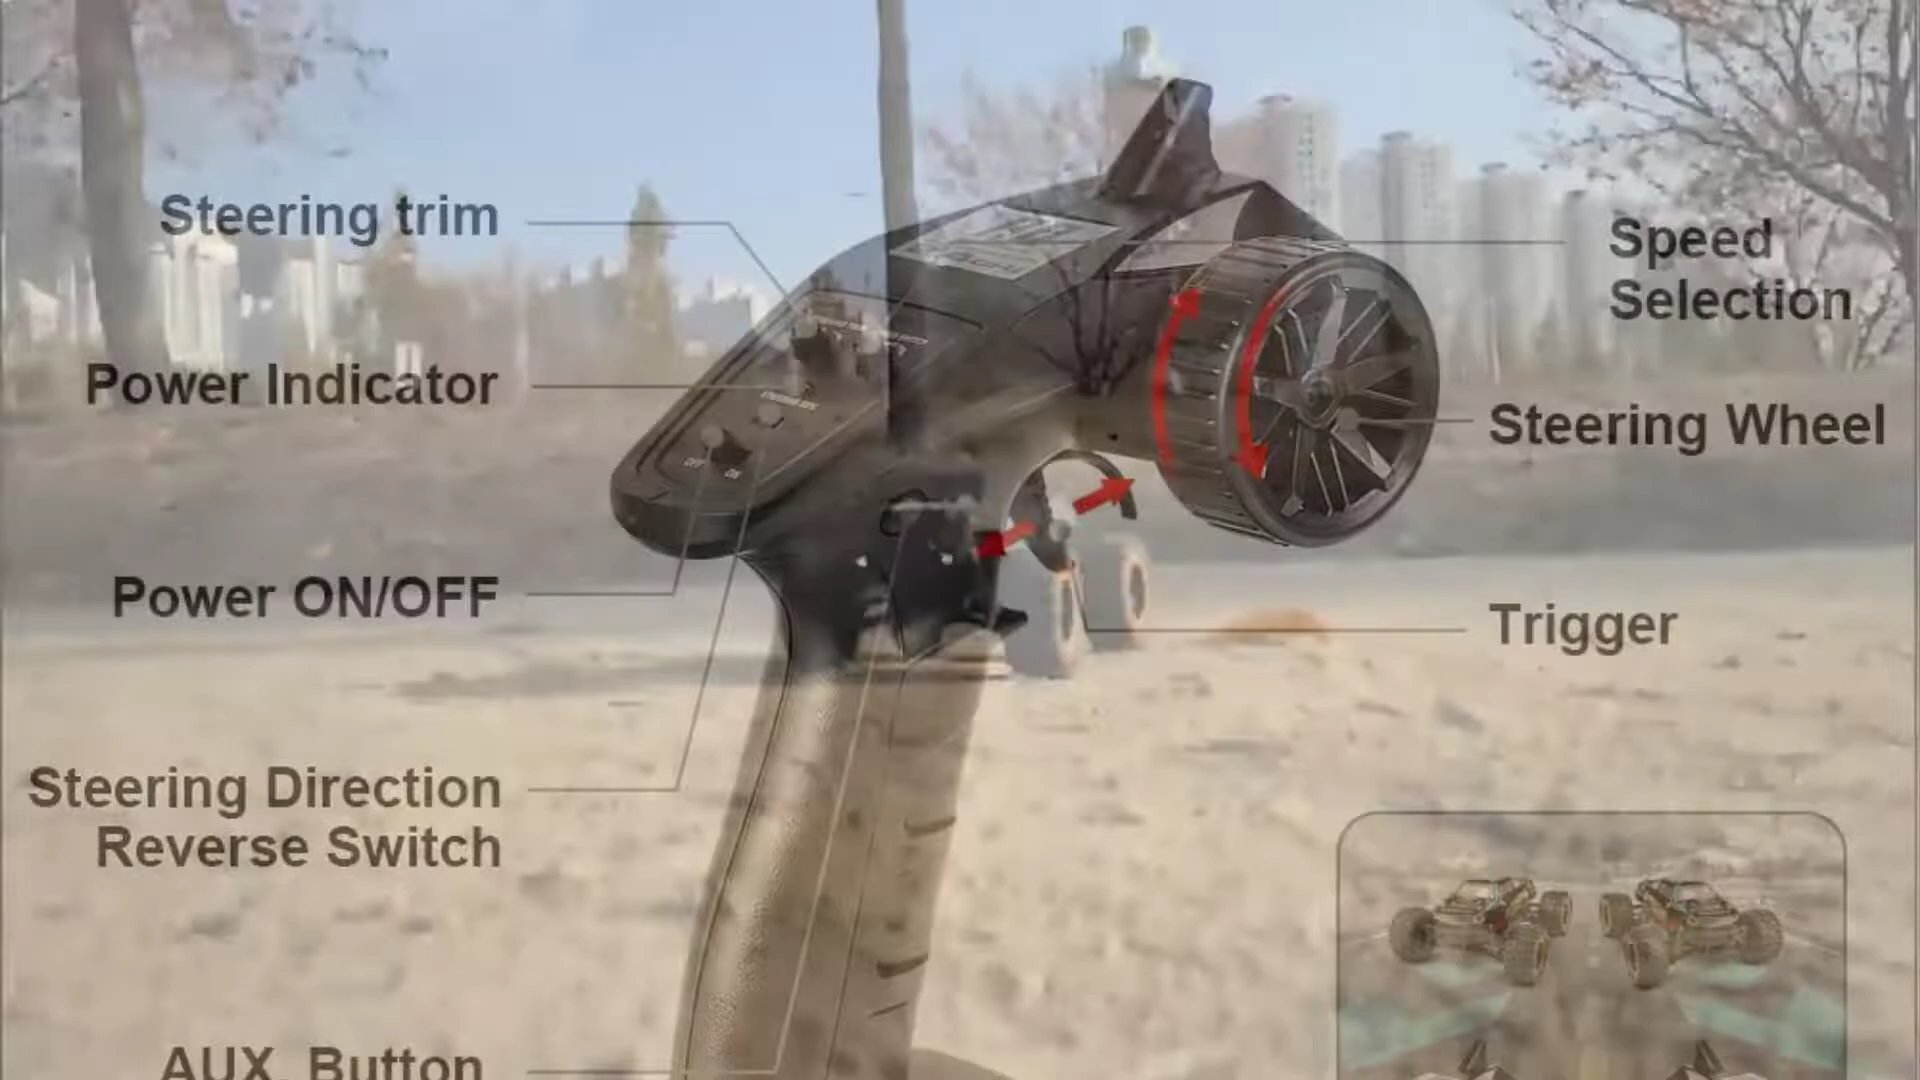 Steering trim
Speed
Selection
Power Indicator
Steering Wheel
OFF
ON
Power ON/OFF
Trigger
Steering Direction
Reverse Switch
AUX. Button